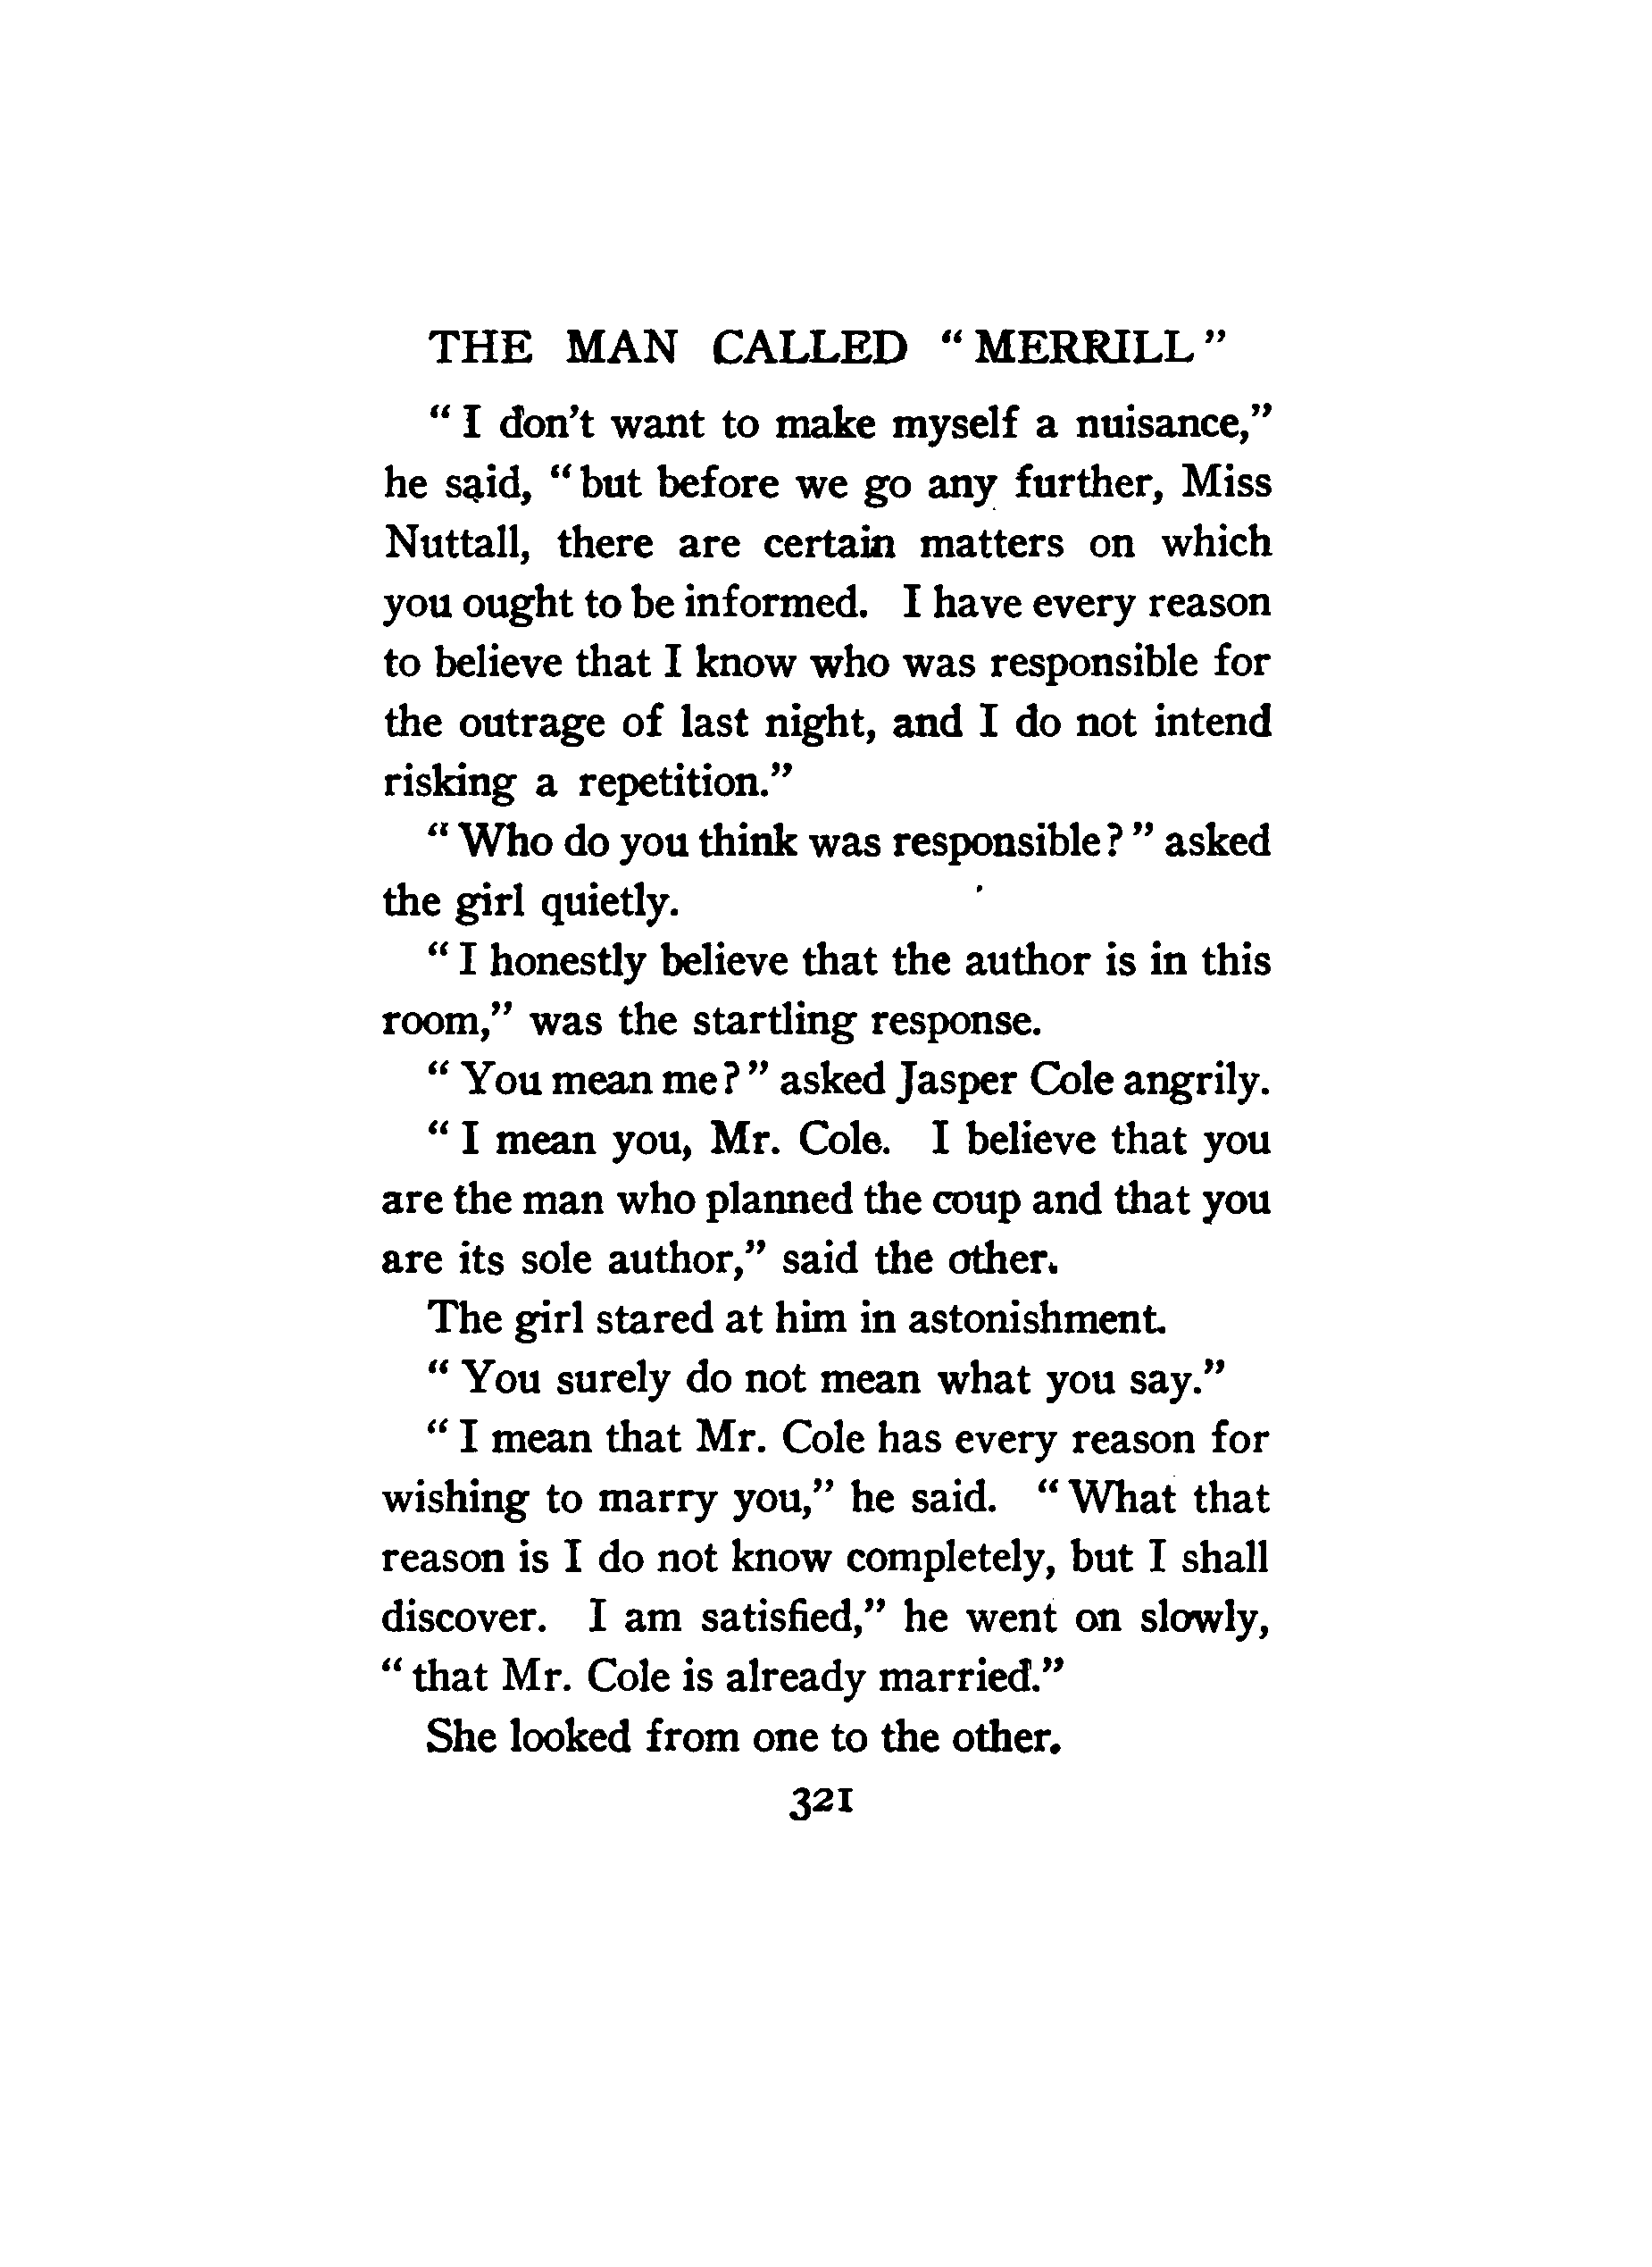 THE MAN CALLED “MERRILL”
“ I don't want to make myself a nuisance,”
he said, “but before we go any further, Miss
Nuttall, there are certain matters on which
you ought to be informed. I have every reason
to believe that I know who was responsible for
the outrage of last night, and I do not intend
risking a repetition.”
“ Who do you think was responsible? ” asked
the girl quietly.
“ I honestly believe that the author is in this
room,” was the startling response.
“ You mean me? ” asked Jasper Cole angrily.
“ I mean you, Mr. Cole. I believe that you
are the man who planned the coup and that you
are its sole author,” said the other.
The girl stared at him in astonishment.
“ You surely do not mean what you say.”
“ I mean that Mr. Cole has every reason for
wishing to marry you,” he said. “What that
reason is I do not know completely, but I shall
discover. I am satisfied,” he went on slowly,
“that Mr. Cole is already married.”
She looked from one to the other.
321